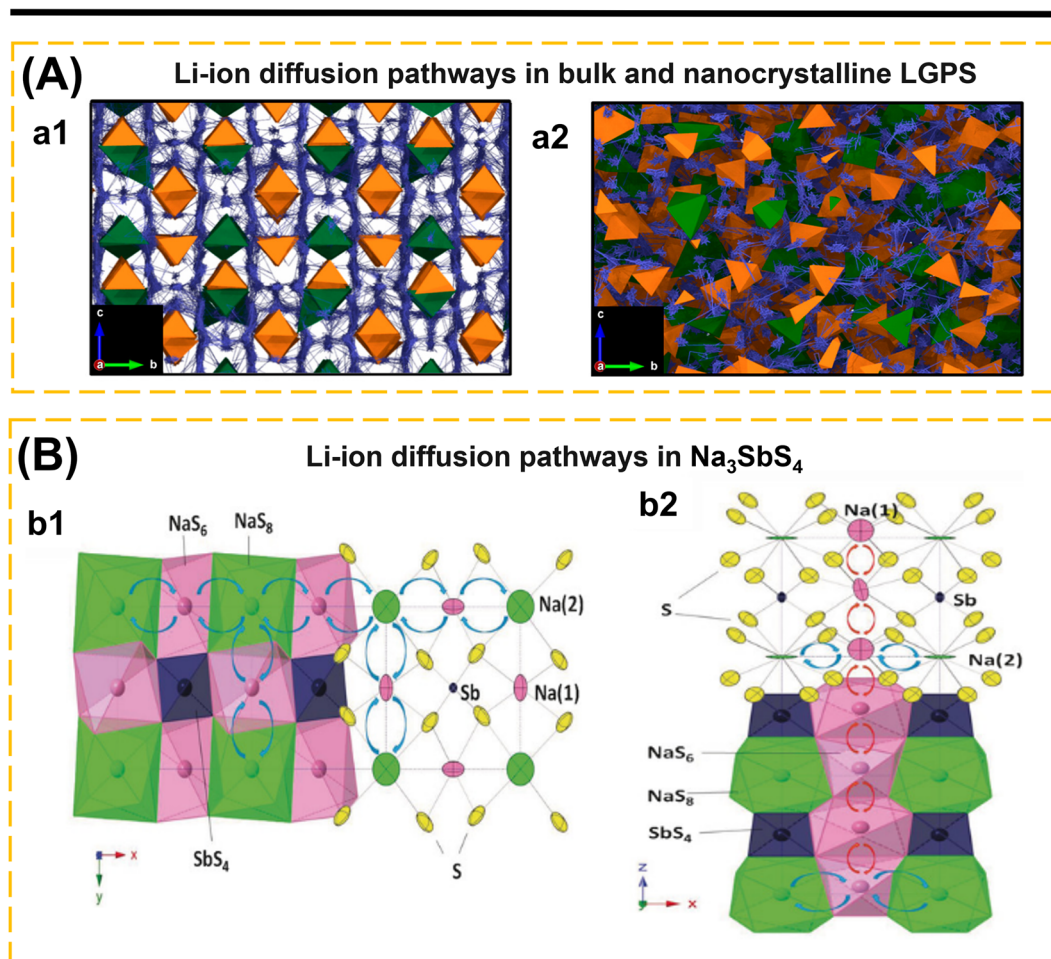 (A) Li-ion diffusion pathways in bulk and nanocrystalline LGPS
a1
a2
c
a
b
c
a
b
(B) Li-ion diffusion pathways in Na₃SbS₄
b1
NaS₆
NaS₈
Na(2)
Sb
Na(1)
SbS₄
S
x
y
b2
Na(1)
S
Sb
Na(2)
NaS₆
NaS₈
SbS₄
z
y
x